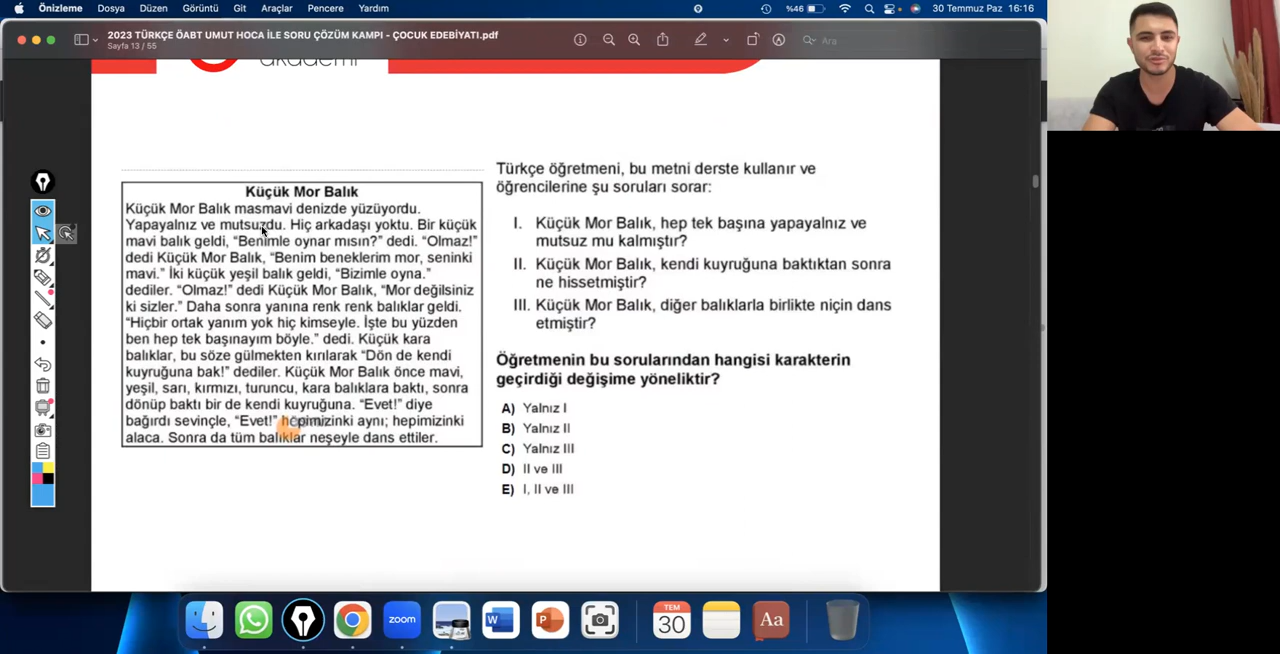 Önizleme Dosya Düzen Görüntü Git Araçlar Pencere Yardım
%46 30 Temmuz Paz 16:16
2023 TÜRKÇE ÖABT UMUT HOCA İLE SORU ÇÖZÜM KAMPI - ÇOCUK EDEBİYATI.pdf
Sayfa 13 / 55
Ara
akademi
Küçük Mor Balık
Küçük Mor Balık masmavi denizde yüzüyordu.
Yapayalnız ve mutsuzdu. Hiç arkadaşı yoktu. Bir küçük
mavi balık geldi, “Benimle oynar mısın?” dedi. “Olmaz!”
dedi Küçük Mor Balık, “Benim beneklerim mor, seninki
mavi.” İki küçük yeşil balık geldi, “Bizimle oyna.”
dediler. “Olmaz!” dedi Küçük Mor Balık, “Mor değilsiniz
ki sizler.” Daha sonra yanına renk renk balıklar geldi.
“Hiçbir ortak yanım yok hiç kimseyle. İşte bu yüzden
ben hep tek başınayım böyle.” dedi. Küçük kara
balıklar, bu söze gülmekten kırılarak “Dön de kendi
kuyruğuna bak!” dediler. Küçük Mor Balık önce mavi,
yeşil, sarı, kırmızı, turuncu, kara balıklara baktı, sonra
dönüp baktı bir de kendi kuyruğuna. “Evet!” diye
bağırdı sevinçle, “Evet!” hepimizinki aynı; hepimizinki
alaca. Sonra da tüm balıklar neşeyle dans ettiler.
Türkçe öğretmeni, bu metni derste kullanır ve
öğrencilerine şu soruları sorar:
I. Küçük Mor Balık, hep tek başına yapayalnız ve
mutsuz mu kalmıştır?
II. Küçük Mor Balık, kendi kuyruğuna baktıktan sonra
ne hissetmiştir?
III. Küçük Mor Balık, diğer balıklarla birlikte niçin dans
etmiştir?
Öğretmenin bu sorularından hangisi karakterin
geçirdiği değişime yöneliktir?
A) Yalnız I
B) Yalnız II
C) Yalnız III
D) II ve III
E) I, II ve III
zoom
W
P
TEM
30
Aa